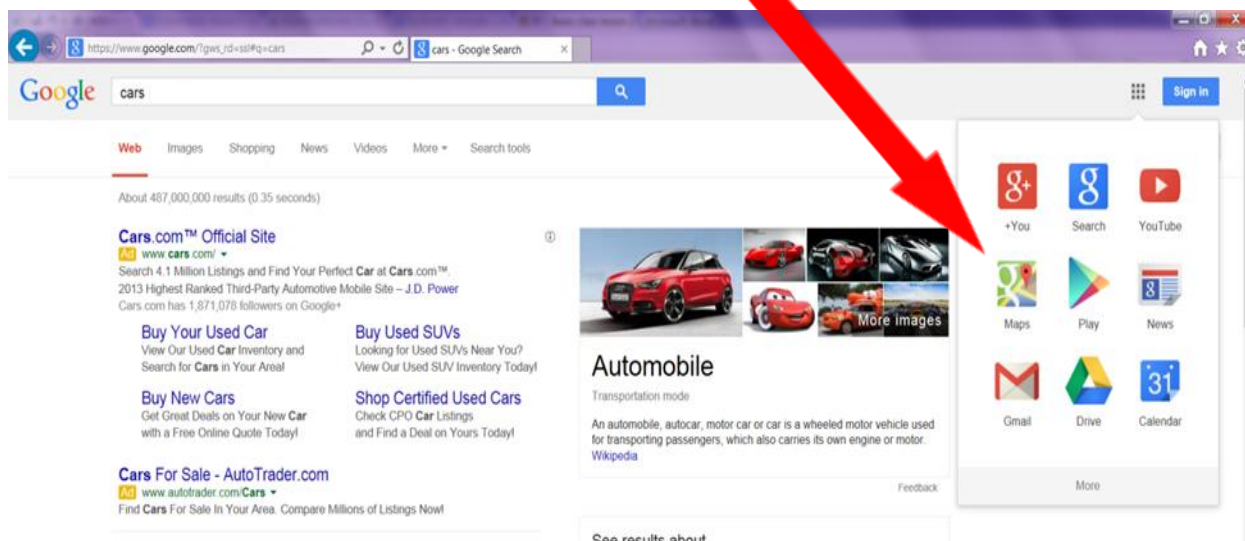 https://www.google.com/?gws_rd=ssl#q=cars
cars - Google Search
Google
cars
Sign in
Web Images Shopping News Videos More Search tools
About 487,000,000 results (0.35 seconds)
Cars.com™ Official Site
Ad www.cars.com/
Search 4.1 Million Listings and Find Your Perfect Car at Cars.com™.
2013 Highest Ranked Third-Party Automotive Mobile Site – J.D. Power
Cars.com has 1,871,078 followers on Google+
Buy Your Used Car
View Our Used Car Inventory and
Search for Cars in Your Area!
Buy Used SUVs
Looking for Used SUVs Near You?
View Our Used SUV Inventory Today!
Buy New Cars
Get Great Deals on Your New Car
with a Free Online Quote Today!
Shop Certified Used Cars
Check CPO Car Listings
and Find a Deal on Yours Today!
Cars For Sale - AutoTrader.com
Ad www.autotrader.com/Cars
Find Cars For Sale In Your Area. Compare Millions of Listings Now!
More images
Automobile
Transportation mode
An automobile, autocar, motor car or car is a wheeled motor vehicle used
for transporting passengers, which also carries its own engine or motor.
Wikipedia
Feedback
See results about
+You Search YouTube
Maps Play News
31
Gmail Drive Calendar
More